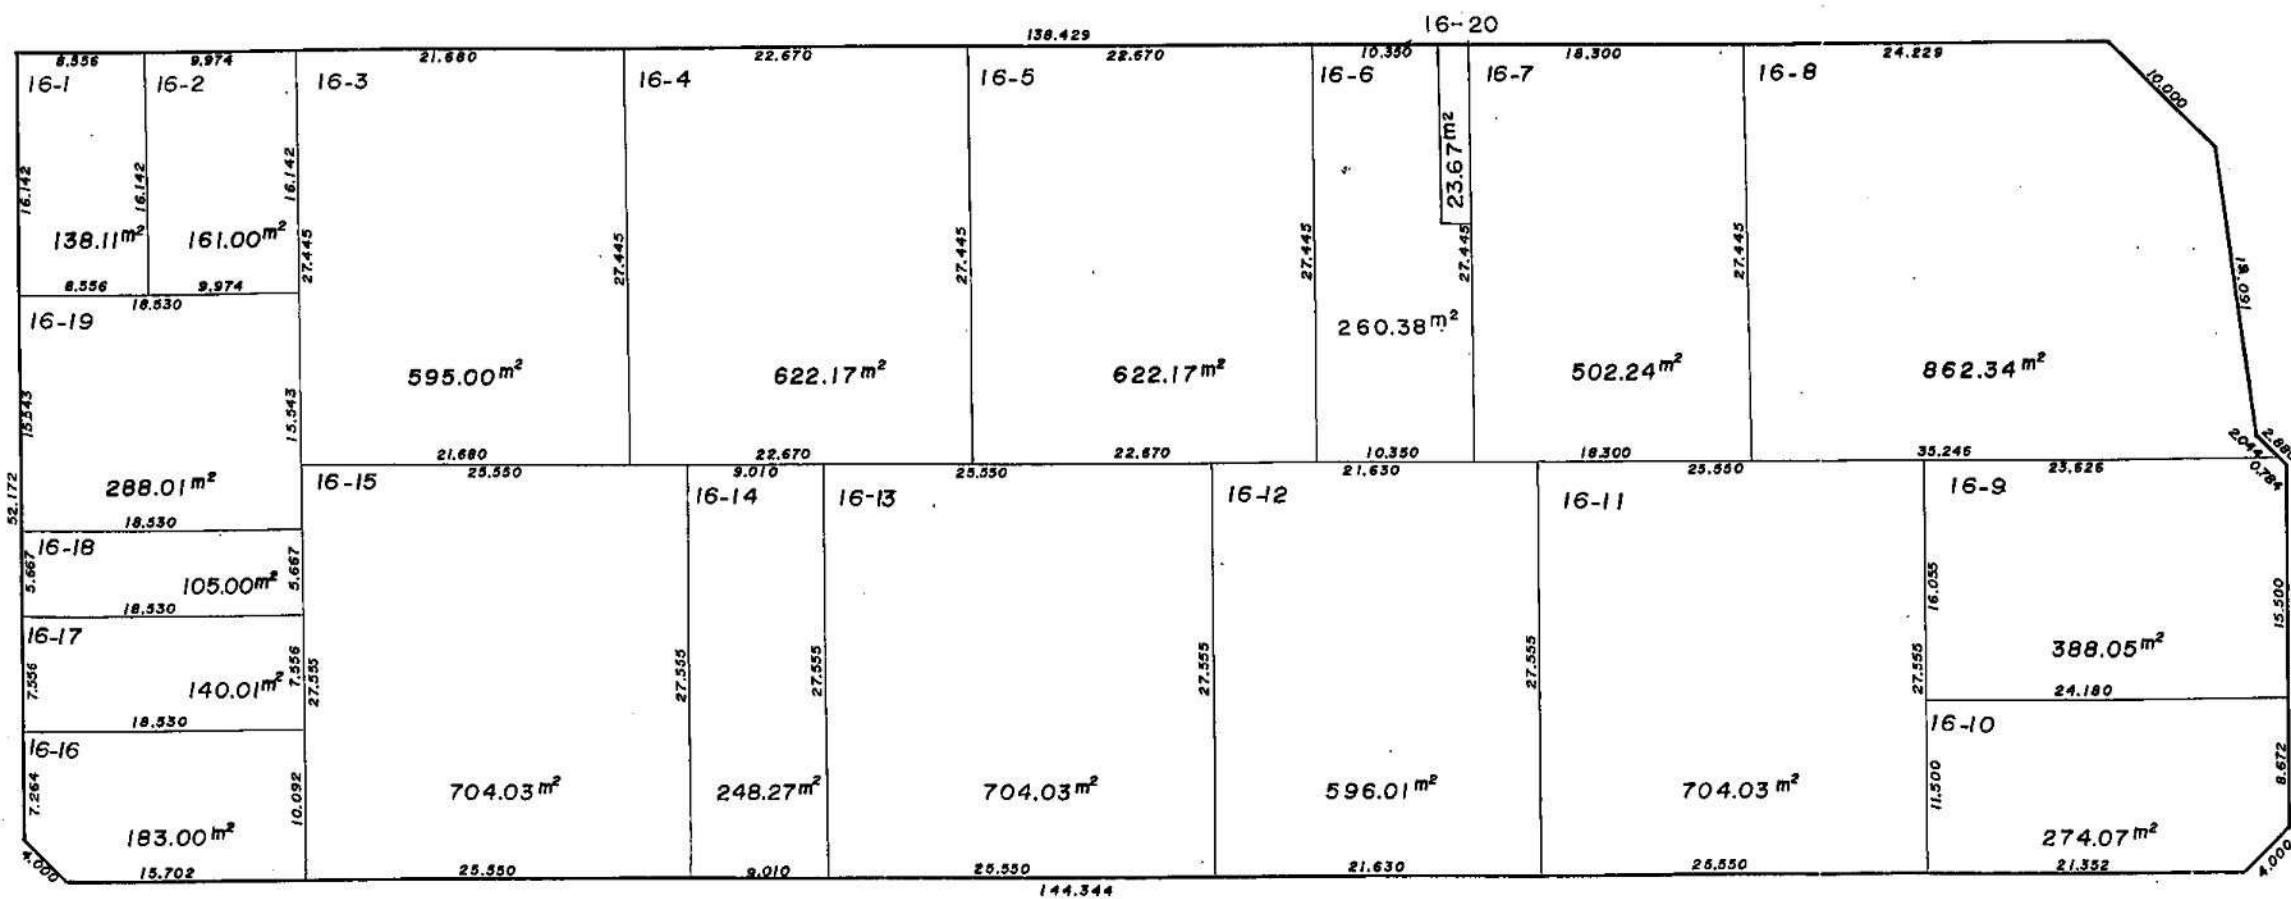 16-20
138.429
8.556 9.974 21.680 22.670 22.670 10.350 18.300 24.229
16-1 16-2 16-3 16-4 16-5 16-6 16-7 16-8
10.000
16.142 16.142 16.142
23.67m²
138.11m² 161.00m²
27.445 27.445 27.445 27.445 27.445 27.445
18.091
8.556 9.974
18.530
16-19
260.38m²
595.00m² 622.17m² 622.17m² 502.24m² 862.34m²
15.543 15.543
21.680 22.670 22.670 10.350 18.300 35.246
2.044 2.880
25.550 9.010 25.550 21.630 25.550 23.626
0.784
16-15 16-14 16-13 16-12 16-11 16-9
288.01m²
52.172
18.530
16-18
5.667 5.667
105.00m²
16.055 15.500
18.530
16-17
7.556 7.556
140.01m²
27.555 27.555 27.555 27.555 27.555 27.555
388.05m²
24.180
18.530
16-16
16-10
7.264 10.092
11.500 8.672
704.03m² 248.27m² 704.03m² 596.01m² 704.03m²
183.00m²
274.07m²
4.000 4.000
15.702 25.550 9.010 25.550 21.630 25.550 21.352
144.344